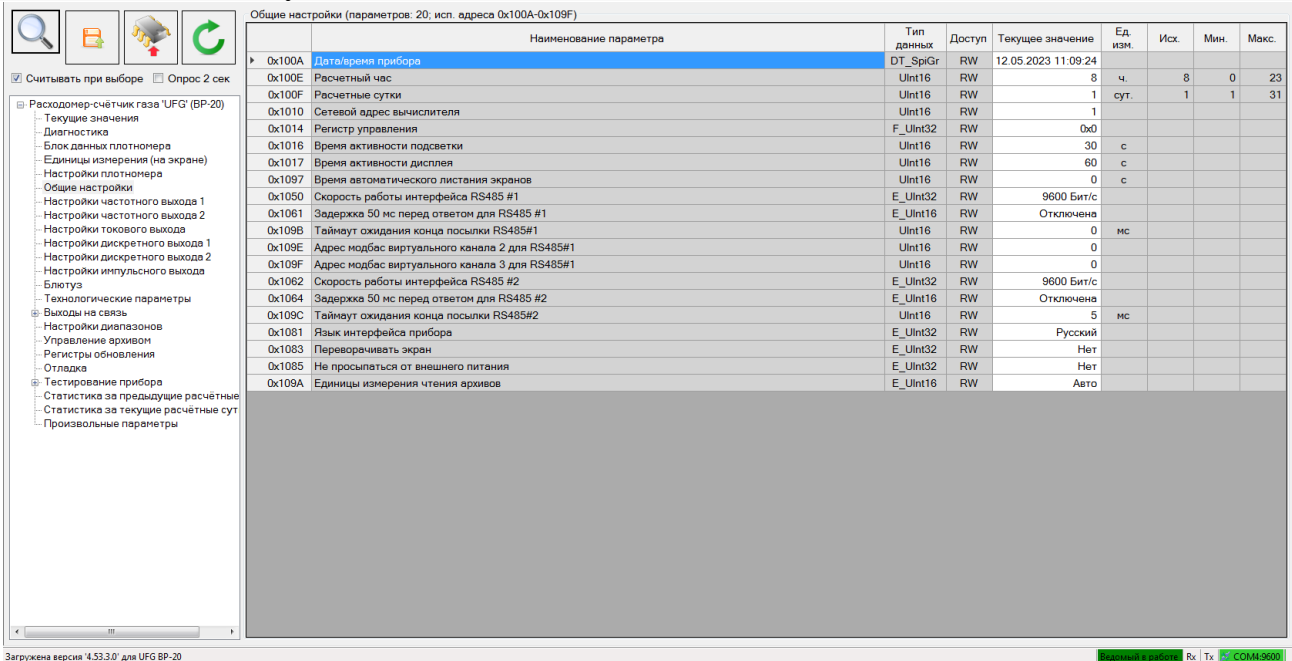 Общие настройки (параметров: 20; исп. адреса 0x100A-0x109F)
Считывать при выборе Опрос 2 сек
Расходомер-счётчик газа 'UFG' (ВР-20)
Текущие значения
Диагностика
Блок данных плотномера
Единицы измерения (на экране)
Настройки плотномера
Общие настройки
Настройки частотного выхода 1
Настройки частотного выхода 2
Настройки токового выхода
Настройки дискретного выхода 1
Настройки дискретного выхода 2
Настройки импульсного выхода
Блютуз
Технологические параметры
Выходы на связь
Настройки диапазонов
Управление архивом
Регистры обновления
Отладка
Тестирование прибора
Статистика за предыдущие расчётные
Статистика за текущие расчётные сут
Произвольные параметры
Наименование параметра Тип данных Доступ Текущее значение Ед. изм. Исх. Мин. Макс.
0x100A Дата/время прибора DT_SpiGr RW 12.05.2023 11:09:24
0x100E Расчетный час UInt16 RW 8 ч. 8 0 23
0x100F Расчетные сутки UInt16 RW 1 сут. 1 1 31
0x1010 Сетевой адрес вычислителя UInt16 RW 1
0x1014 Регистр управления F_UInt32 RW 0x0
0x1016 Время активности подсветки UInt16 RW 30 с
0x1017 Время активности дисплея UInt16 RW 60 с
0x1097 Время автоматического листания экранов UInt16 RW 0 с
0x1050 Скорость работы интерфейса RS485 #1 E_UInt32 RW 9600 Бит/с
0x1061 Задержка 50 мс перед ответом для RS485 #1 E_UInt16 RW Отключена
0x109B Таймаут ожидания конца посылки RS485#1 UInt16 RW 0 мс
0x109E Адрес модбас виртуального канала 2 для RS485#1 UInt16 RW 0
0x109F Адрес модбас виртуального канала 3 для RS485#1 UInt16 RW 0
0x1062 Скорость работы интерфейса RS485 #2 E_UInt32 RW 9600 Бит/с
0x1064 Задержка 50 мс перед ответом для RS485 #2 E_UInt16 RW Отключена
0x109C Таймаут ожидания конца посылки RS485#2 UInt16 RW 5 мс
0x1081 Язык интерфейса прибора E_UInt32 RW Русский
0x1083 Переворачивать экран E_UInt32 RW Нет
0x1085 Не просыпаться от внешнего питания E_UInt32 RW Нет
0x109A Единицы измерения чтения архивов E_UInt16 RW Авто
Загружена версия '4.53.3.0' для UFG ВР-20 Ведомый в работе Rx Tx COM4:9600